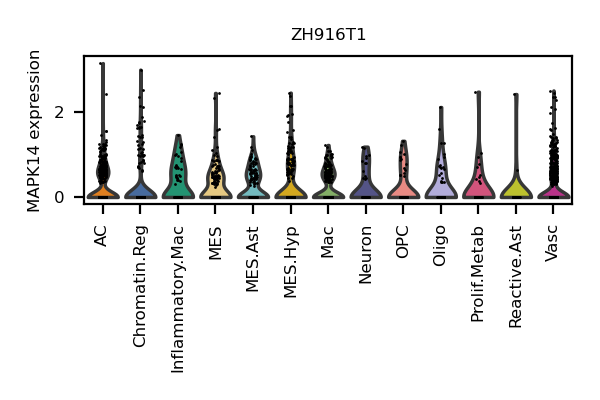 ZH916T1
MAPK14 expression
2
0
AC
Chromatin.Reg
Inflammatory.Mac
MES
MES.Ast
MES.Hyp
Mac
Neuron
OPC
Oligo
Prolif.Metab
Reactive.Ast
Vasc